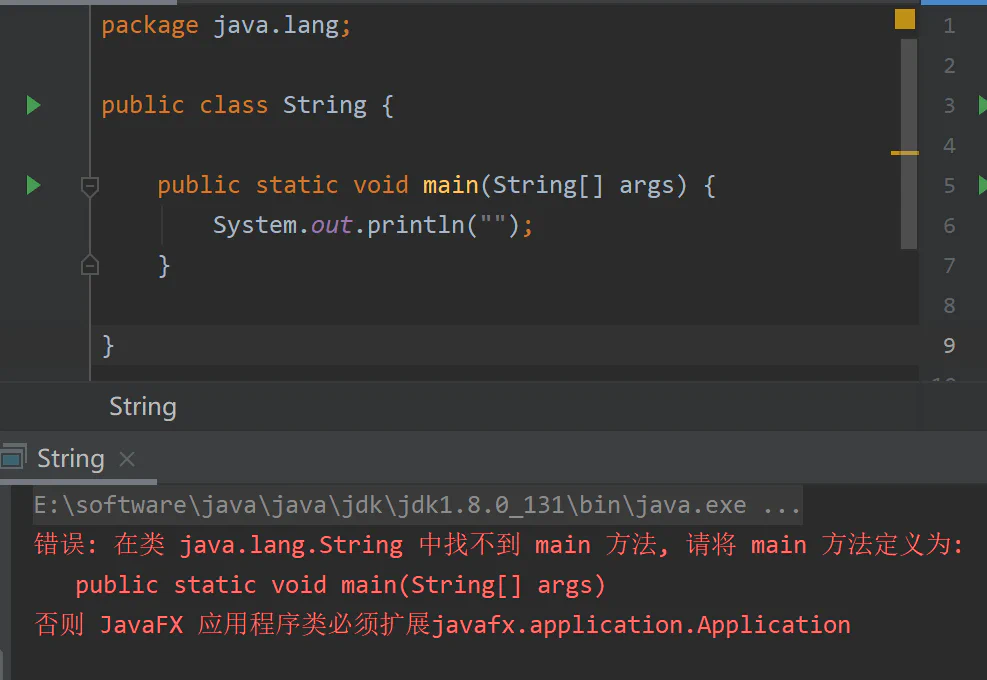 package java.lang;
public class String {
public static void main(String[] args) {
System.out.println("");
}
}
1
2
3
4
5
6
7
8
9
String
String
E:\software\java\java\jdk\jdk1.8.0_131\bin\java.exe ...
错误: 在类 java.lang.String 中找不到 main 方法, 请将 main 方法定义为:
public static void main(String[] args)
否则 JavaFX 应用程序类必须扩展javafx.application.Application